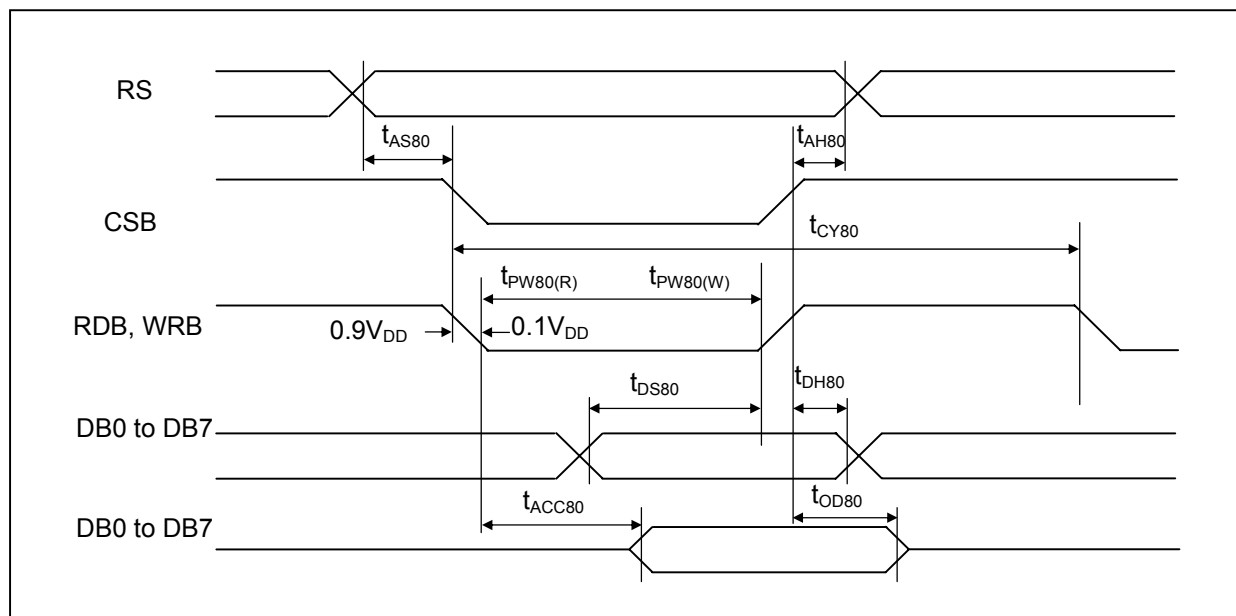 RS
tAS80
tAH80
CSB
tCY80
tPW80(R)
tPW80(W)
RDB, WRB
0.9VDD
0.1VDD
tDS80
tDH80
DB0 to DB7
tACC80
tOD80
DB0 to DB7